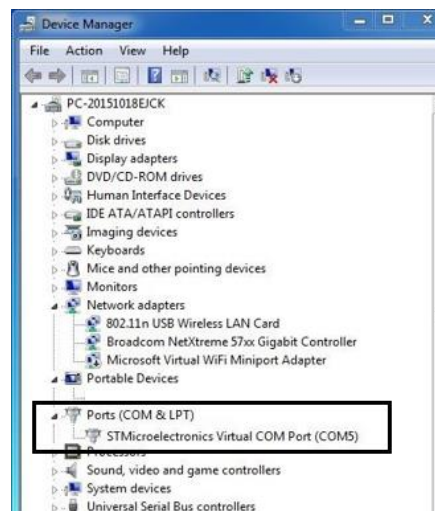 Device Manager
File Action View Help
PC-20151018EJCK
Computer
Disk drives
Display adapters
DVD/CD-ROM drives
Human Interface Devices
IDE ATA/ATAPI controllers
Imaging devices
Keyboards
Mice and other pointing devices
Monitors
Network adapters
802.11n USB Wireless LAN Card
Broadcom NetXtreme 57xx Gigabit Controller
Microsoft Virtual WiFi Miniport Adapter
Portable Devices
Ports (COM & LPT)
STMicroelectronics Virtual COM Port (COM5)
Processors
Sound, video and game controllers
System devices
Universal Serial Bus controllers